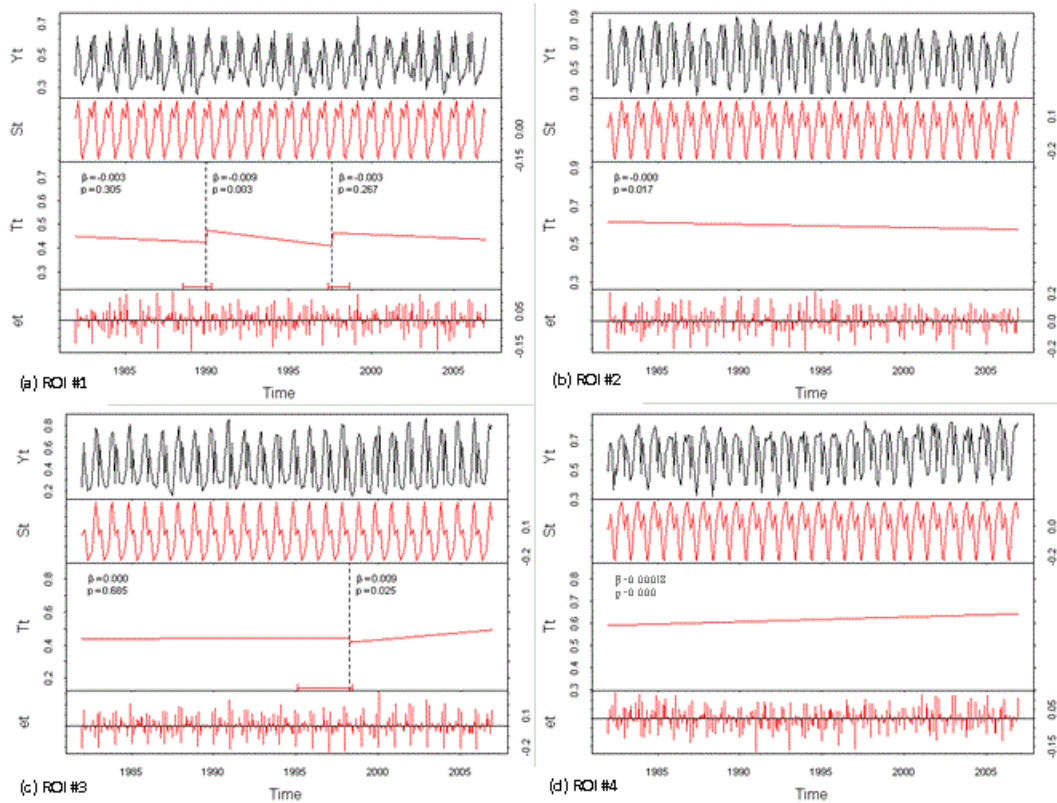 Yt
0.3 0.5 0.7
St
-0.15 0.00
Tt
0.3 0.4 0.5 0.6 0.7
β=-0.003
p=0.305
β=-0.009
p=0.003
β=-0.003
p=0.267
et
-0.15 0.05
1985 1990 1995 2000 2005
Time
(a) ROI #1
Yt
0.3 0.5 0.7 0.9
St
-0.2 0.1
Tt
0.3 0.6 0.7 0.9
β=-0.000
p=0.017
et
-0.2 0.0 0.2
1985 1990 1995 2000 2005
Time
(b) ROI #2
Yt
0.2 0.4 0.6 0.8
St
-0.2 0.1
Tt
0.2 0.4 0.6 0.8
β=0.000
p=0.685
β=0.009
p=0.025
et
-0.2 0.1
1985 1990 1995 2000 2005
Time
(c) ROI #3
Yt
0.3 0.5 0.7
St
-0.2 0.0
Tt
0.3 0.4 0.5 0.6 0.7 0.8
et
-0.15 0.05
1985 1990 1995 2000 2005
Time
(d) ROI #4